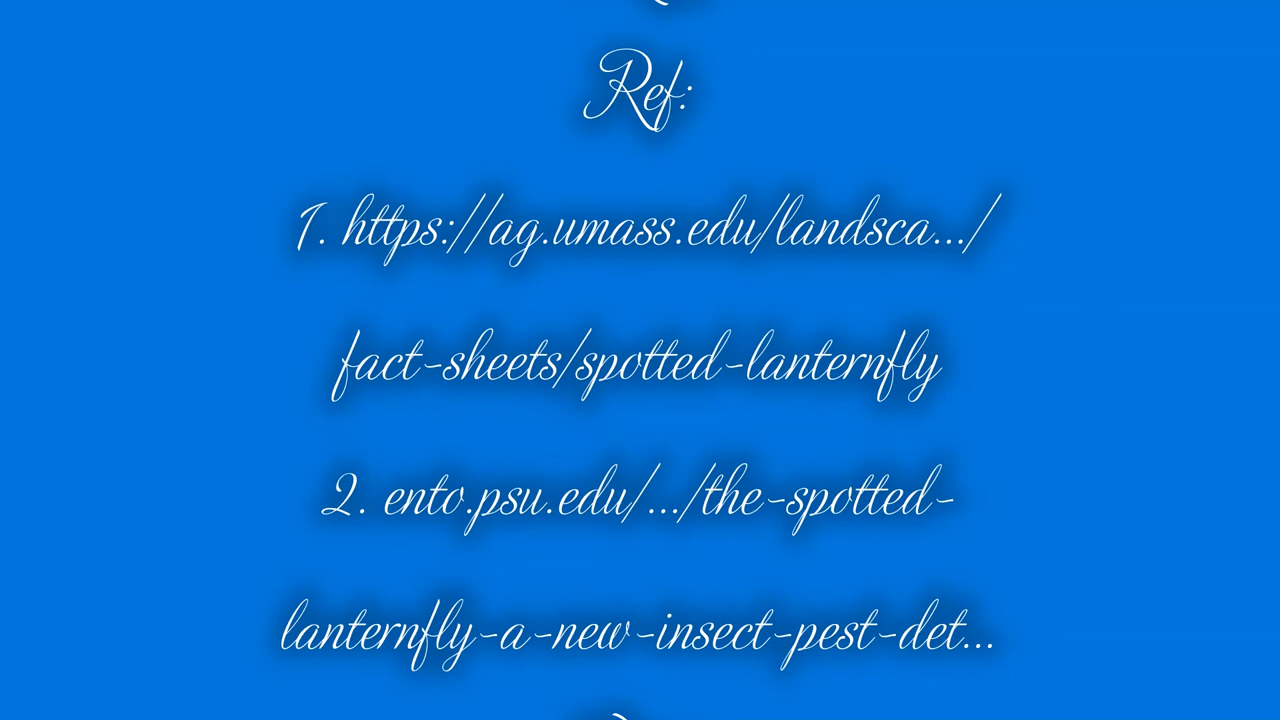 Ref:
1. https://ag.umass.edu/landsca.../
fact-sheets/spotted-lanternfly
2. ento.psu.edu/.../the-spotted-
lanternfly-a-new-insect-pest-det...